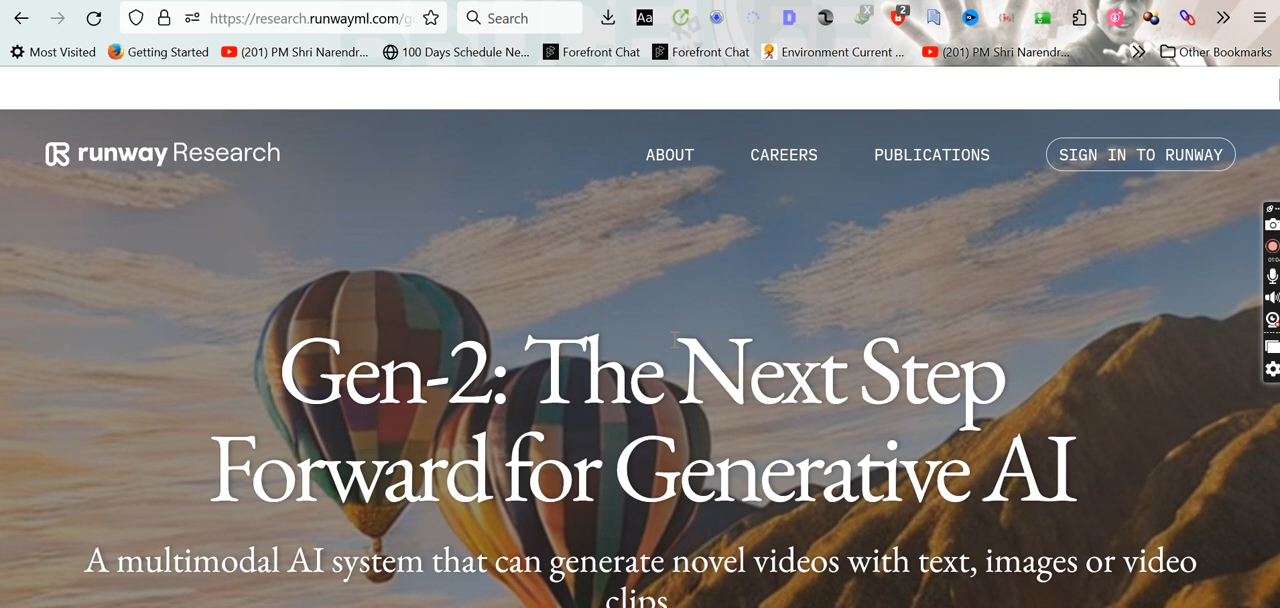 https://research.runwayml.com/g
Search
Aa
X
2
D
Most Visited
Getting Started
(201) PM Shri Narendr...
100 Days Schedule Ne...
Forefront Chat
Forefront Chat
Environment Current ...
(201) PM Shri Narendr...
Other Bookmarks
runway Research
ABOUT
CAREERS
PUBLICATIONS
SIGN IN TO RUNWAY
Gen-2: The Next Step
Forward for Generative AI
A multimodal AI system that can generate novel videos with text, images or video
clips.